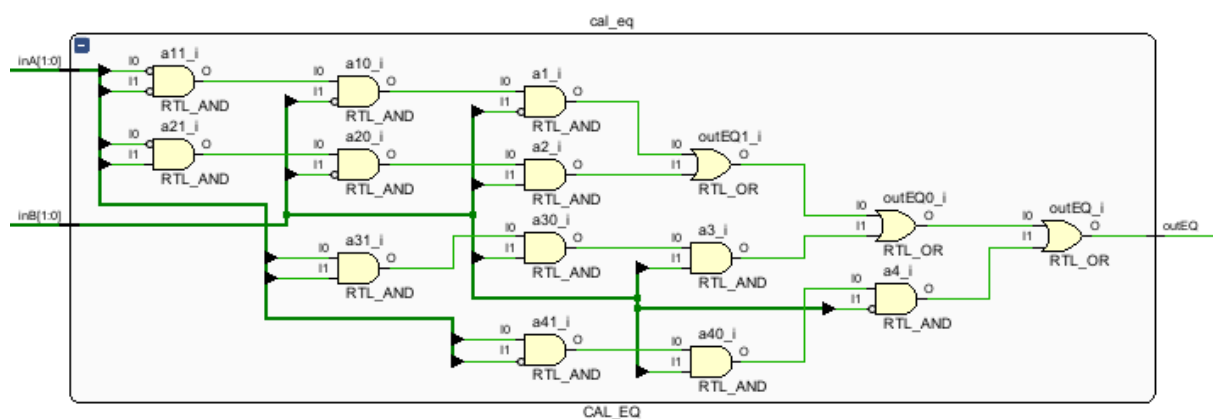 cal_eq
inA[1:0]
inB[1:0]
a11_i
I0
I1
O
RTL_AND
a21_i
I0
I1
O
RTL_AND
a10_i
I0
I1
O
RTL_AND
a20_i
I0
I1
O
RTL_AND
a31_i
I0
I1
O
RTL_AND
a1_i
I0
I1
O
RTL_AND
a2_i
I0
I1
O
RTL_AND
a30_i
I0
I1
O
RTL_AND
a41_i
I0
I1
O
RTL_AND
outEQ1_i
I0
I1
O
RTL_OR
a3_i
I0
I1
O
RTL_AND
a40_i
I0
I1
O
RTL_AND
outEQ0_i
I0
I1
O
RTL_OR
a4_i
I0
I1
O
RTL_AND
outEQ_i
I0
I1
O
RTL_OR
outEQ
CAL_EQ